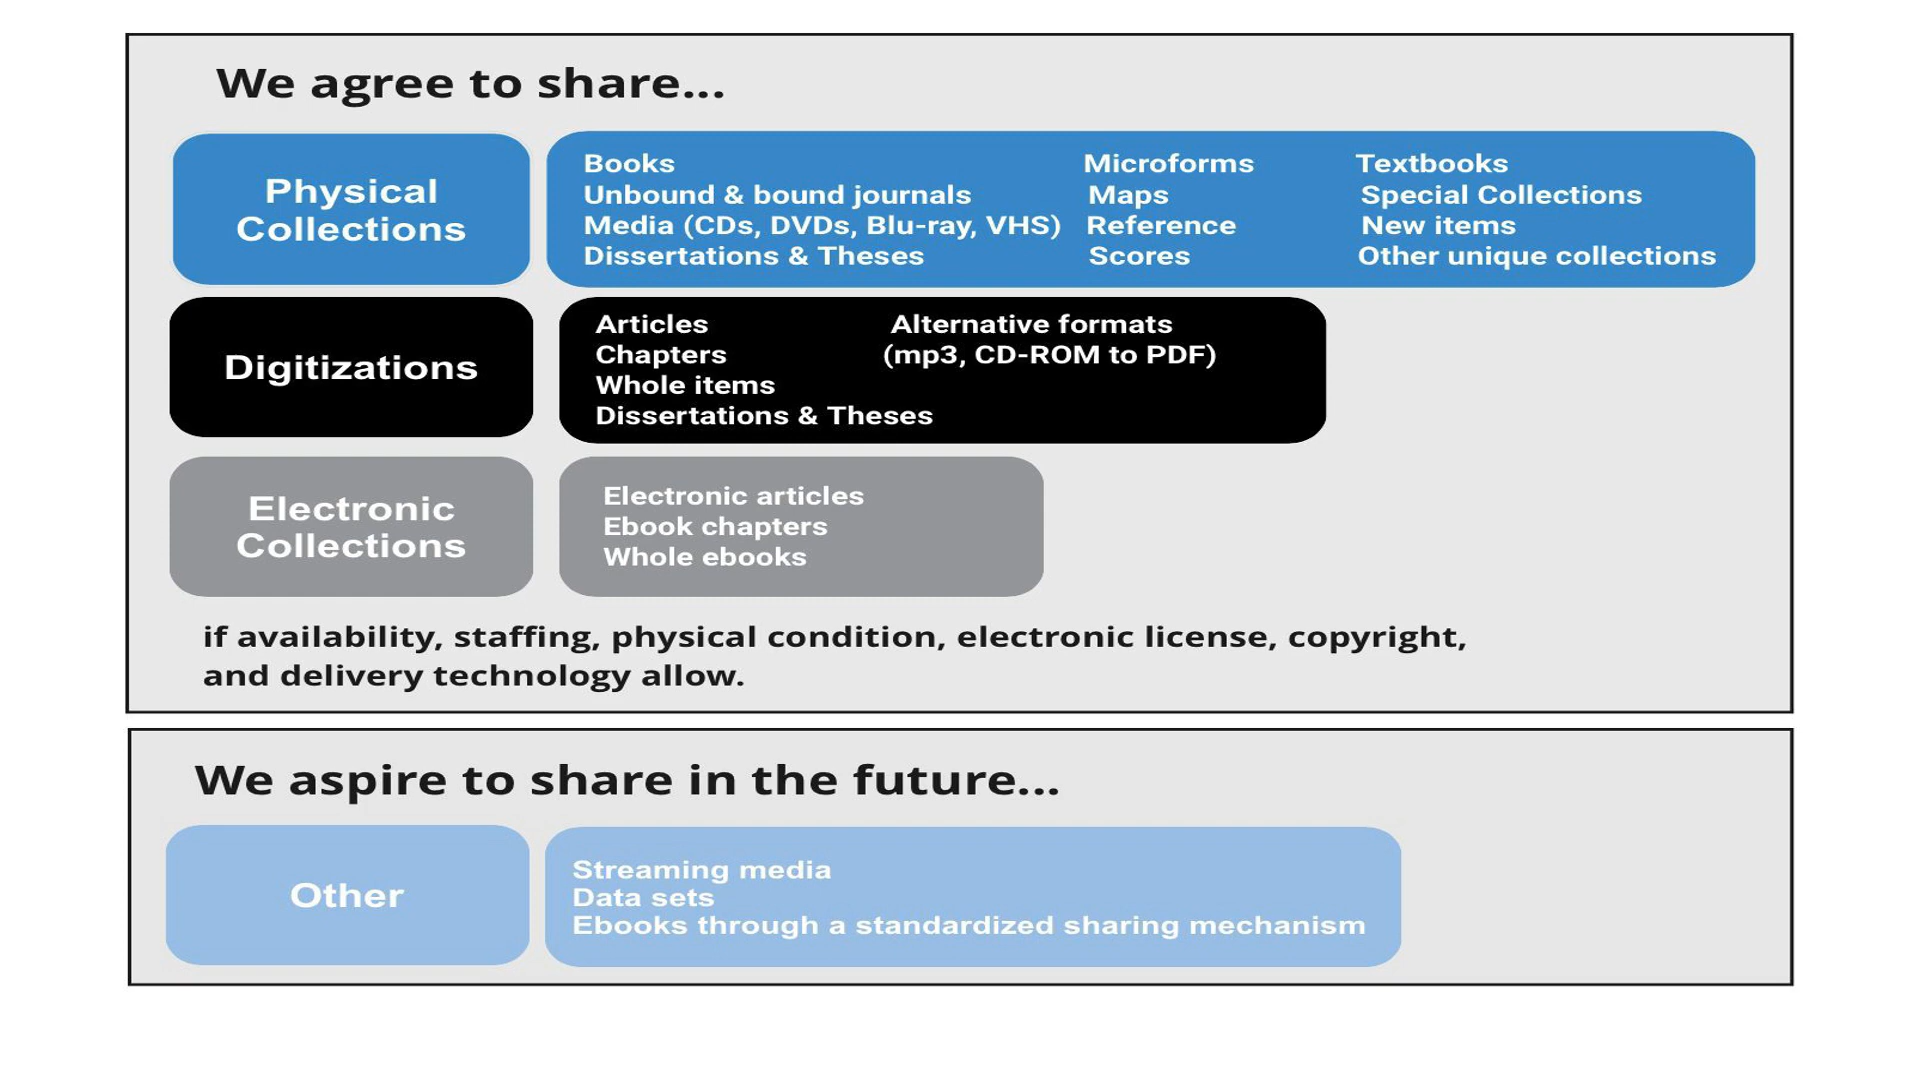 We agree to share...
Physical
Collections
Books
Unbound & bound journals
Media (CDs, DVDs, Blu-ray, VHS)
Dissertations & Theses
Microforms
Maps
Reference
Scores
Textbooks
Special Collections
New items
Other unique collections
Digitizations
Articles
Chapters
Whole items
Dissertations & Theses
Alternative formats
(mp3, CD-ROM to PDF)
Electronic
Collections
Electronic articles
Ebook chapters
Whole ebooks
if availability, staffing, physical condition, electronic license, copyright,
and delivery technology allow.
We aspire to share in the future...
Other
Streaming media
Data sets
Ebooks through a standardized sharing mechanism